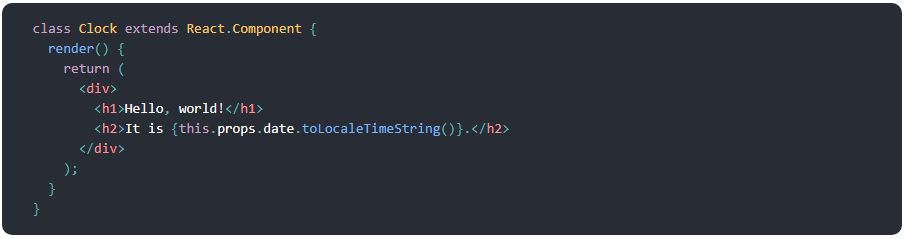 class Clock extends React.Component {
  render() {
    return (
      <div>
        <h1>Hello, world!</h1>
        <h2>It is {this.props.date.toLocaleTimeString()}.</h2>
      </div>
    );
  }
}